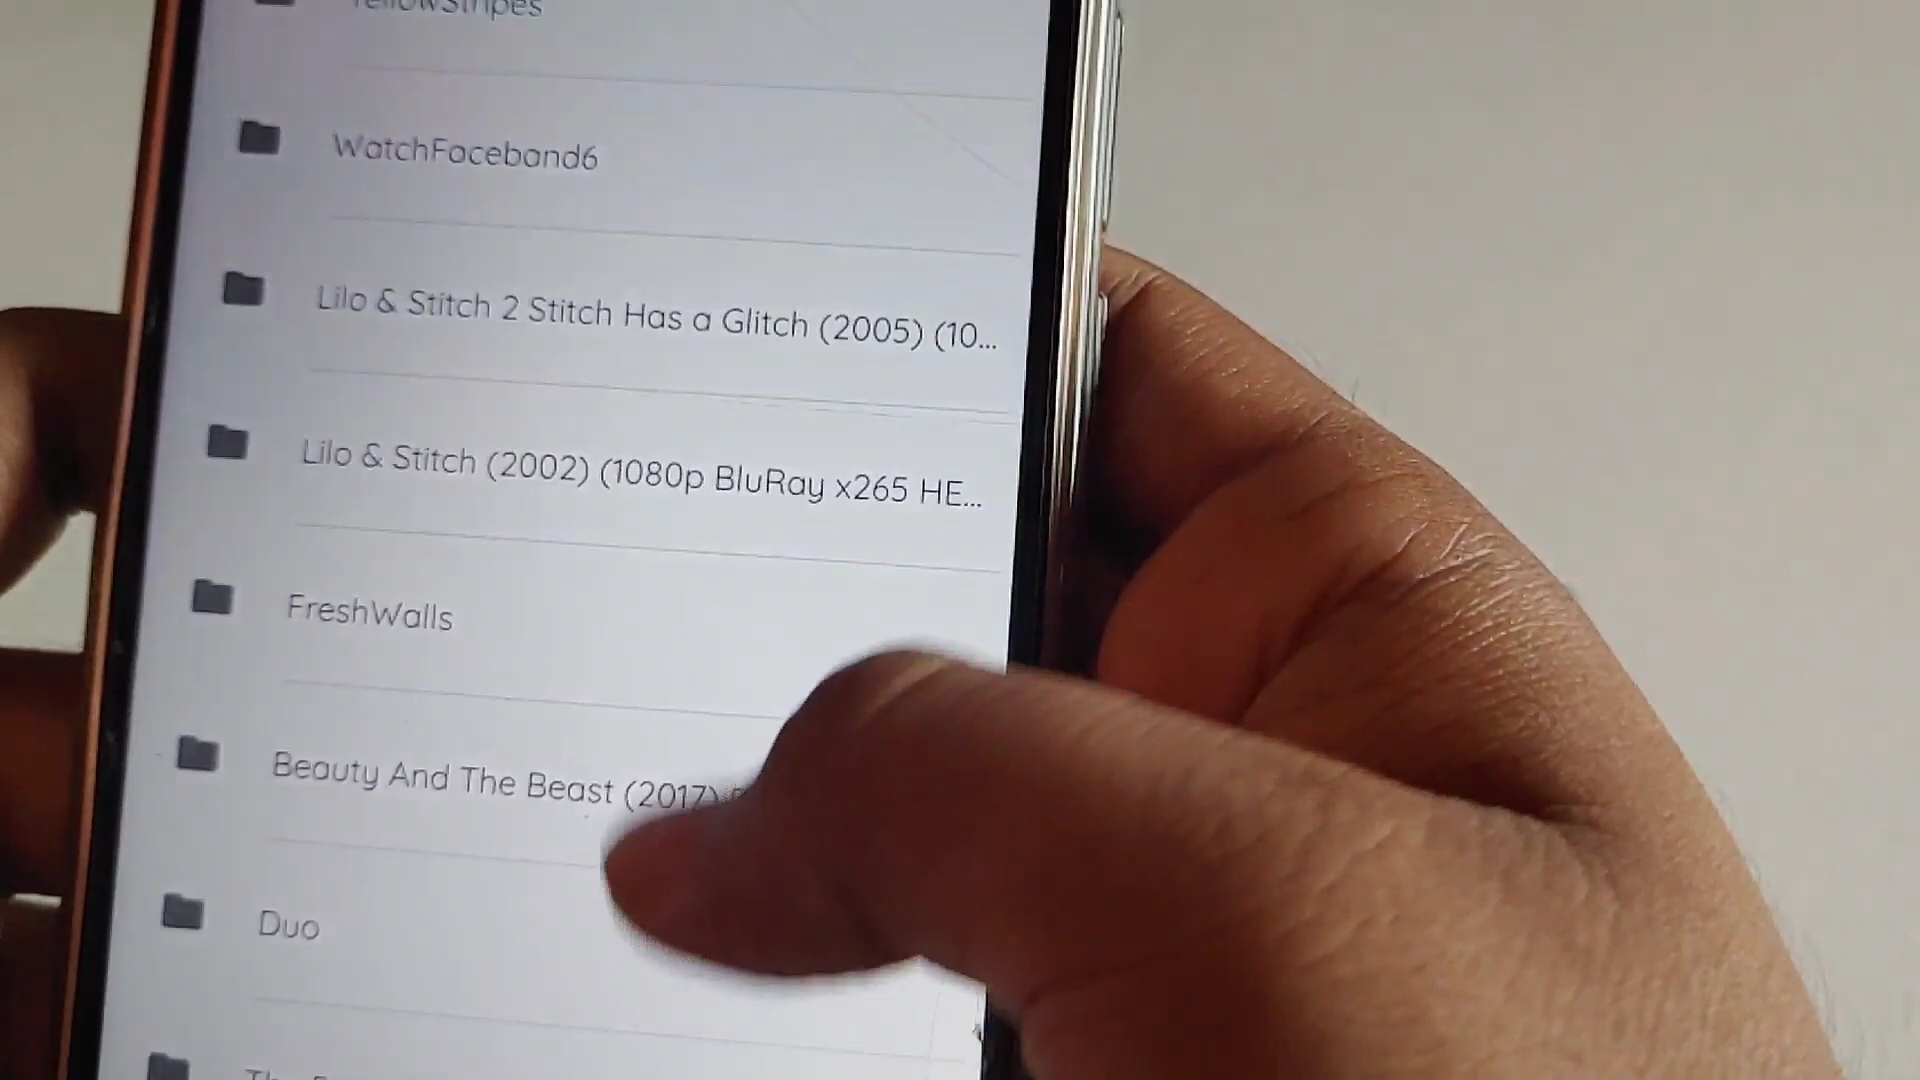 YellowStripes
WatchFaceband6
Lilo & Stitch 2 Stitch Has a Glitch (2005) (10...
Lilo & Stitch (2002) (1080p BluRay x265 HE...
FreshWalls
Beauty And The Beast (2017)
Duo